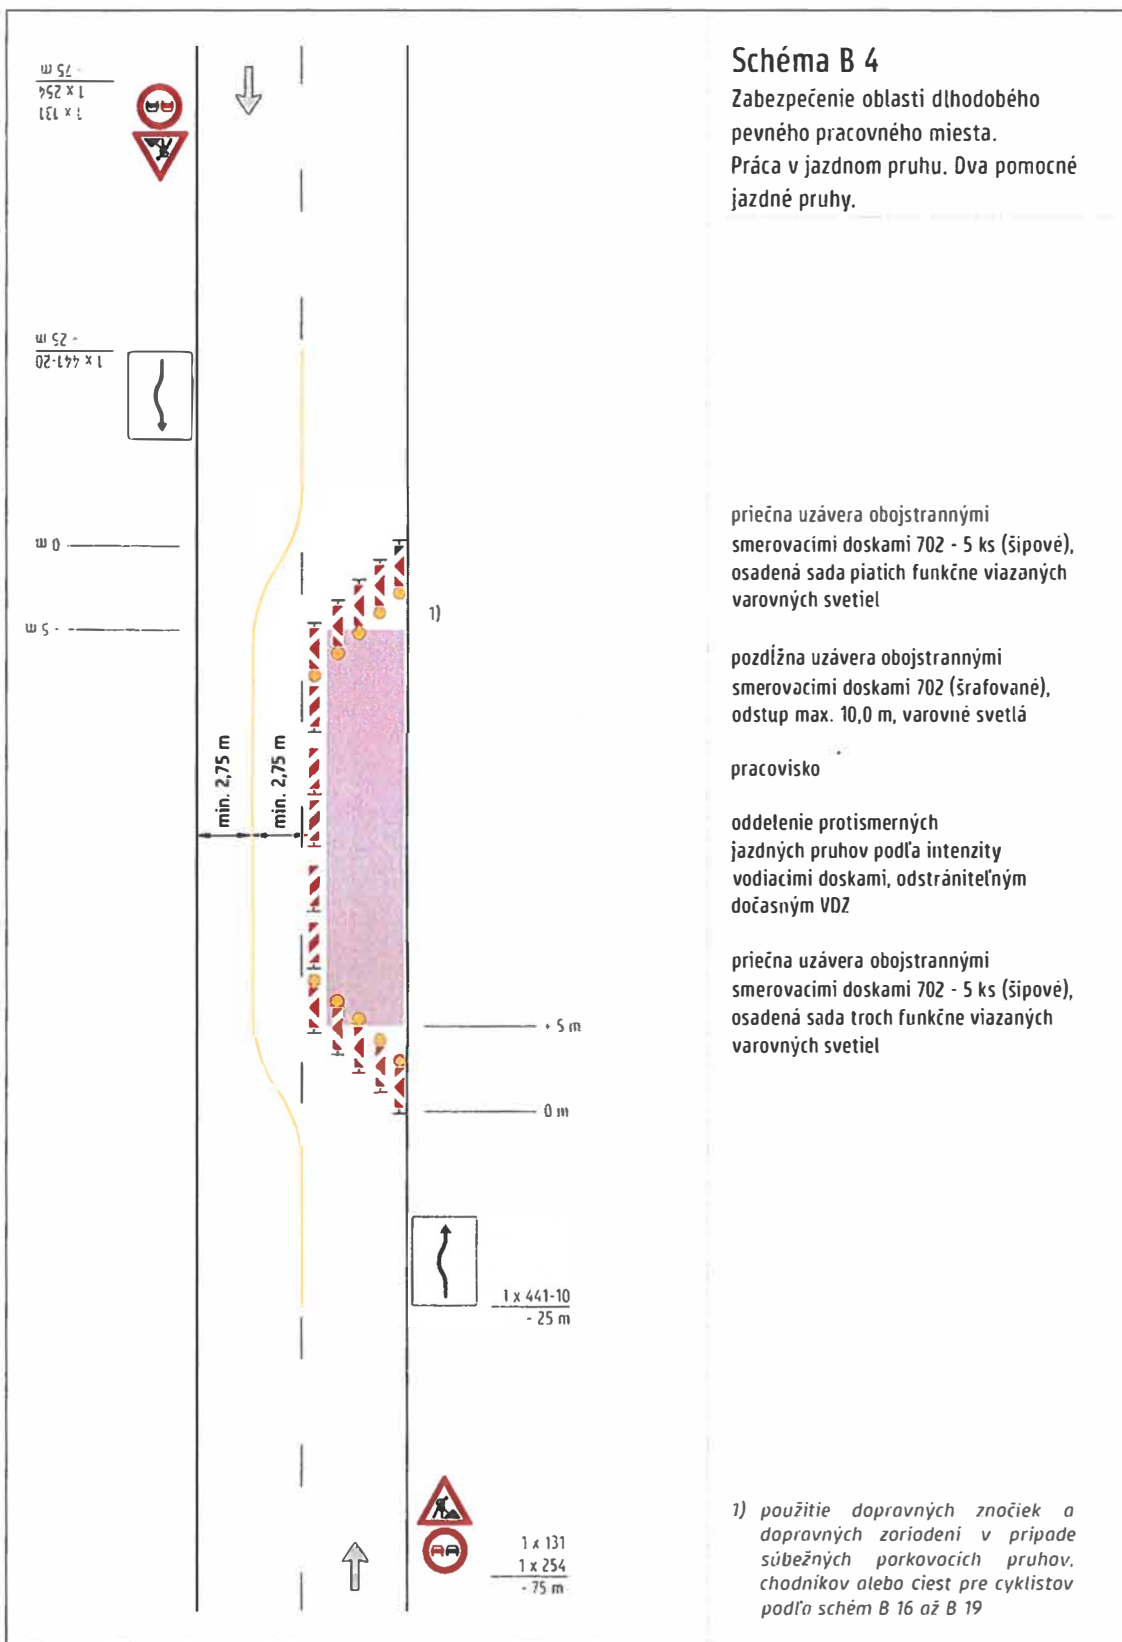 Schéma B 4
Zabezpečenie oblasti dlhodobého
pevného pracovného miesta.
Práca v jazdnom pruhu. Dva pomocné
jazdné pruhy.
1 x 131
1 x 254
- 75 m
1 x 441-20
- 25 m
0 m
- 5 m
1)
min. 2,75 m
min. 2,75 m
priečna uzávera obojstrannými
smerovacimi doskami 702 - 5 ks (šípové),
osadená sada piatich funkčne viazaných
varovných svetiel
pozdĺžna uzávera obojstrannými
smerovacimi doskami 702 (šrafované),
odstup max. 10,0 m, varovné svetlá
pracovisko
oddelenie protismerných
jazdných pruhov podľa intenzity
vodiacimi doskami, odstrániteľným
dočasným VDZ
priečna uzávera obojstrannými
smerovacimi doskami 702 - 5 ks (šípové),
osadená sada troch funkčne viazaných
varovných svetiel
+ 5 m
0 m
1 x 441-10
- 25 m
1 x 131
1 x 254
- 75 m
1) použitie dopravných značiek a
dopravných zariadení v prípade
súbežných parkovacích pruhov,
chodníkov alebo ciest pre cyklistov
podľa schém B 16 až B 19